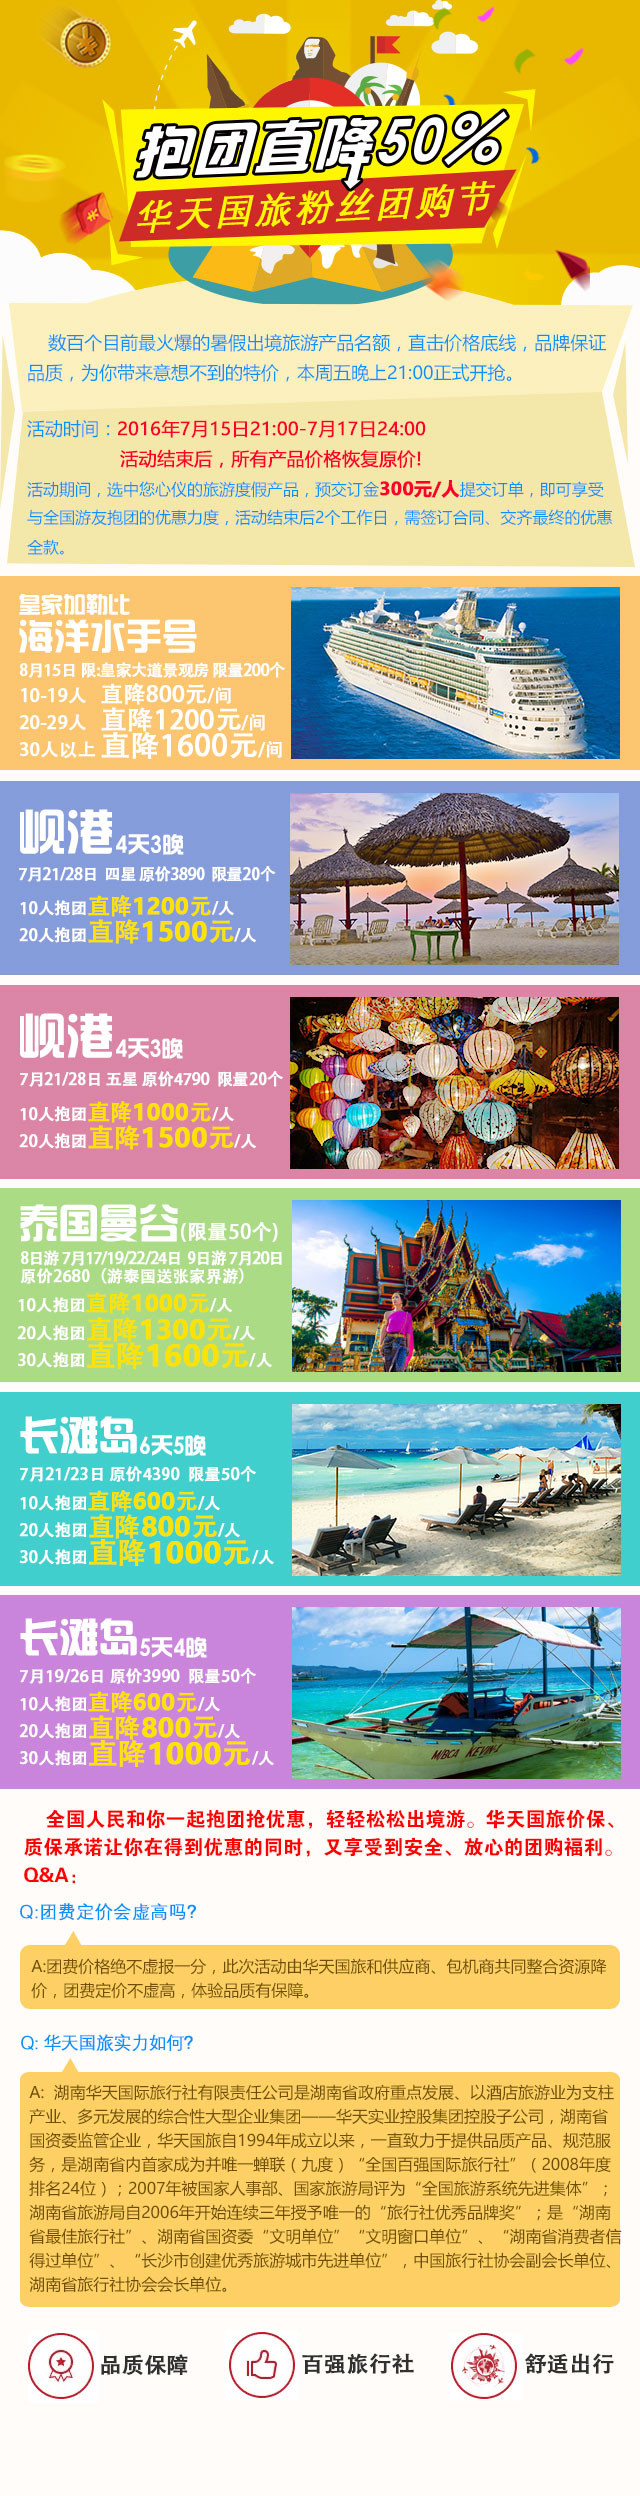 抱团直降50%
华天国旅粉丝团购节
数百个目前最火爆的暑假出境旅游产品名额，直击价格底线，品牌保证
品质，为你带来意想不到的特价，本周五晚上21:00正式开抢。
活动时间：2016年7月15日21:00-7月17日24:00
活动结束后，所有产品价格恢复原价!
活动期间，选中您心仪的旅游度假产品，预交订金300元/人提交订单，即可享受
与全国游友抱团的优惠力度，活动结束后2个工作日，需签订合同、交齐最终的优惠
全款。
皇家加勒比
海洋水手号
8月15日 限:皇家大道景观房 限量200个
10-19人 直降800元/间
20-29人 直降1200元/间
30人以上 直降1600元/间
岘港4天3晚
7月21/28日 四星 原价3890 限量20个
10人抱团直降1200元/人
20人抱团直降1500元/人
岘港4天3晚
7月21/28日 五星 原价4790 限量20个
10人抱团直降1000元/人
20人抱团直降1500元/人
泰国曼谷(限量50个)
8日游 7月17/19/22/24日 9日游 7月20日
原价2680（游泰国送张家界游）
10人抱团直降1000元/人
20人抱团直降1300元/人
30人抱团直降1600元/人
长滩岛6天5晚
7月21/23日 原价4390 限量50个
10人抱团直降600元/人
20人抱团直降800元/人
30人抱团直降1000元/人
长滩岛5天4晚
7月19/26日 原价3990 限量50个
10人抱团直降600元/人
20人抱团直降800元/人
30人抱团直降1000元/人
M/BCA KEVIN-1
全国人民和你一起抱团抢优惠，轻轻松松出境游。华天国旅价保、
质保承诺让你在得到优惠的同时，又享受到安全、放心的团购福利。
Q&A：
Q:团费定价会虚高吗?
A:团费价格绝不虚报一分，此次活动由华天国旅和供应商、包机商共同整合资源降
价，团费定价不虚高，体验品质有保障。
Q: 华天国旅实力如何?
A: 湖南华天国际旅行社有限责任公司是湖南省政府重点发展、以酒店旅游业为支柱
产业、多元发展的综合性大型企业集团——华天实业控股集团控股子公司，湖南省
国资委监管企业，华天国旅自1994年成立以来，一直致力于提供品质产品、规范服
务，是湖南省内首家成为并唯一蝉联（九度）“全国百强国际旅行社”（2008年度
排名24位）；2007年被国家人事部、国家旅游局评为“全国旅游系统先进集体”；
湖南省旅游局自2006年开始连续三年授予唯一的“旅行社优秀品牌奖”；是“湖南
省最佳旅行社”、湖南省国资委“文明单位”“文明窗口单位”、“湖南省消费者信
得过单位”、“长沙市创建优秀旅游城市先进单位”，中国旅行社协会副会长单位、
湖南省旅行社协会会长单位。
品质保障
百强旅行社
舒适出行